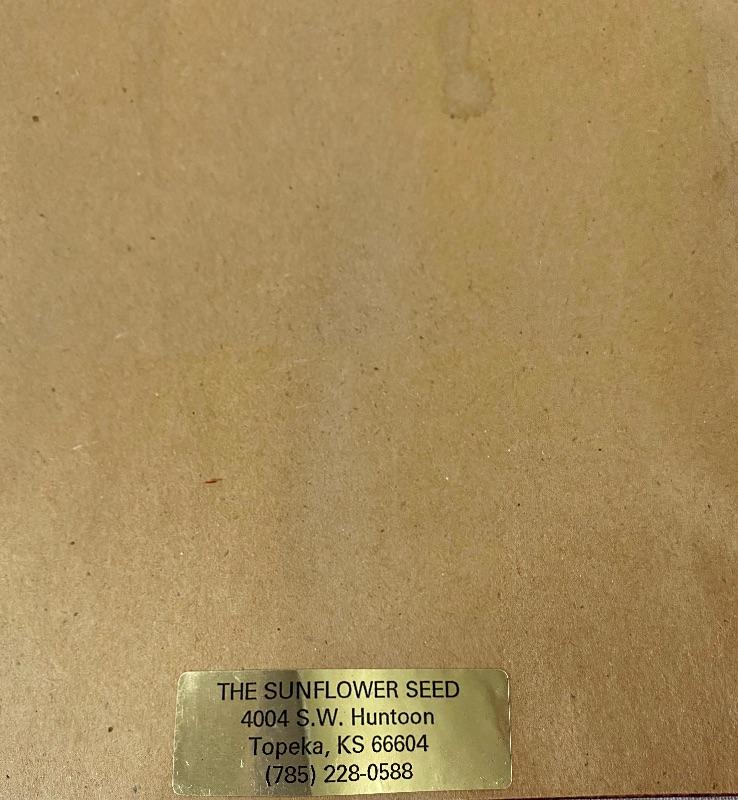 THE SUNFLOWER SEED
4004 S.W. Huntoon
Topeka, KS 66604
(785) 228-0588